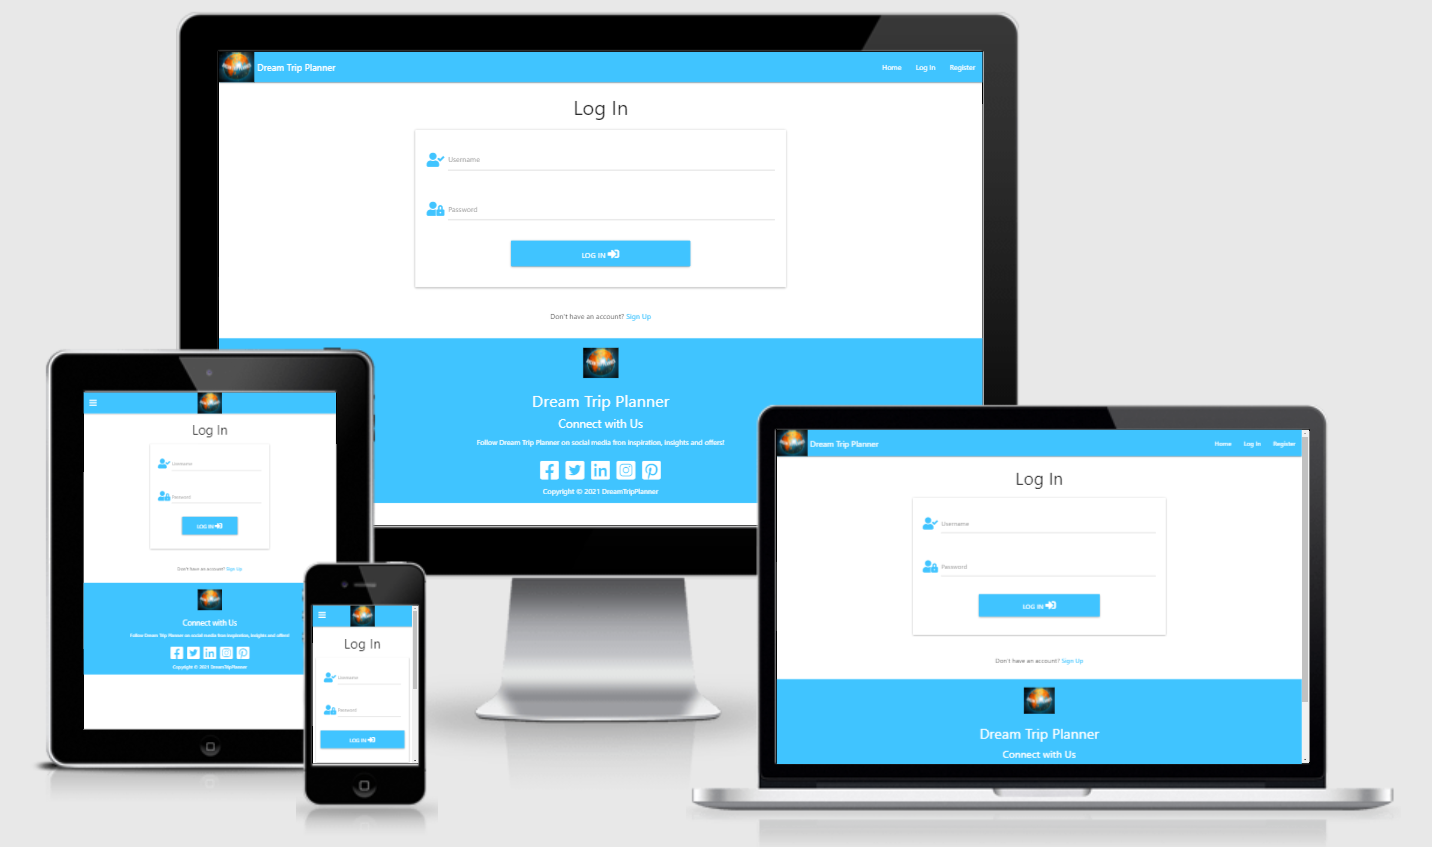 Dream Trip Planner
Home Log In Register
Log In
Username
Password
LOG IN
Don't have an account? Sign Up
Dream Trip Planner
Connect with Us
Follow Dream Trip Planner on social media fron inspiration, insights and offers!
Copyright © 2021 DreamTripPlanner
Log In
Username
Password
LOG IN
Don't have an account? Sign Up
Connect with Us
Follow Dream Trip Planner on social media fron inspiration, insights and offers!
Copyright © 2021 DreamTripPlanner
Log In
Username
Password
LOG IN
Dream Trip Planner
Home Log In Register
Log In
Username
Password
LOG IN
Don't have an account? Sign Up
Dream Trip Planner
Connect with Us